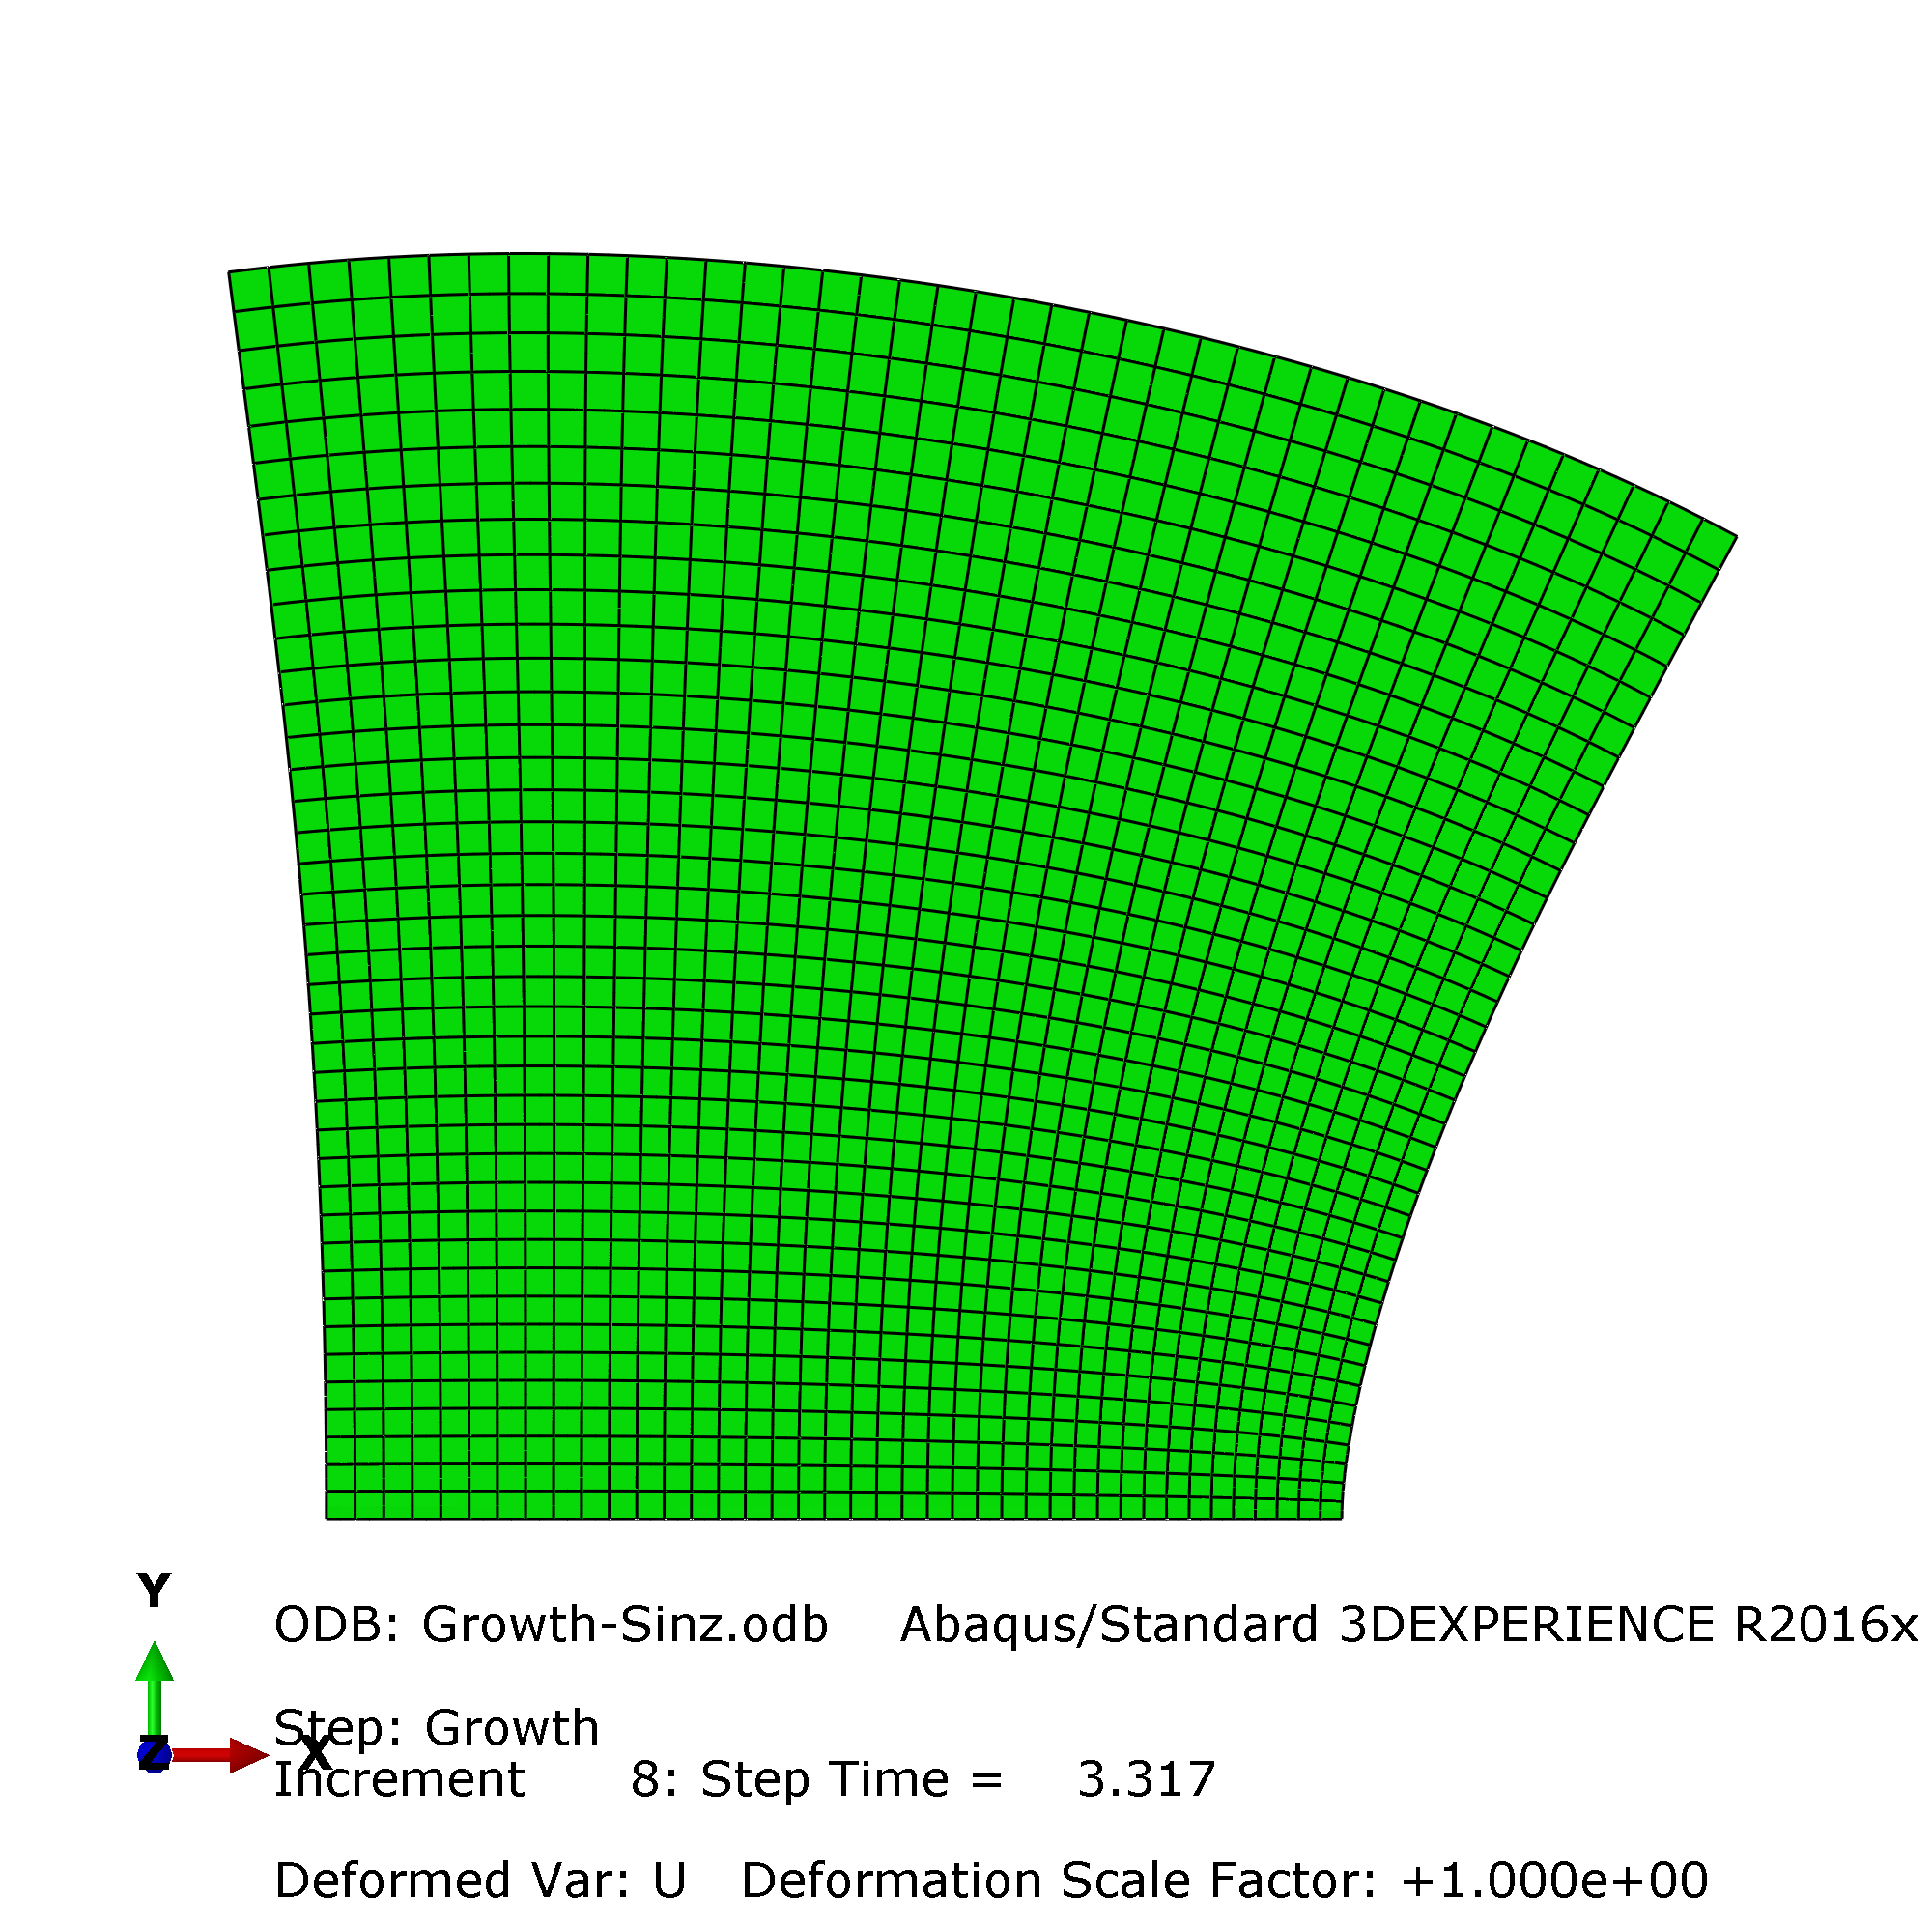 Y
ODB: Growth-Sinz.odb    Abaqus/Standard 3DEXPERIENCE R2016x
Step: Growth
Z X
Increment      8: Step Time =    3.317
Deformed Var: U   Deformation Scale Factor: +1.000e+00